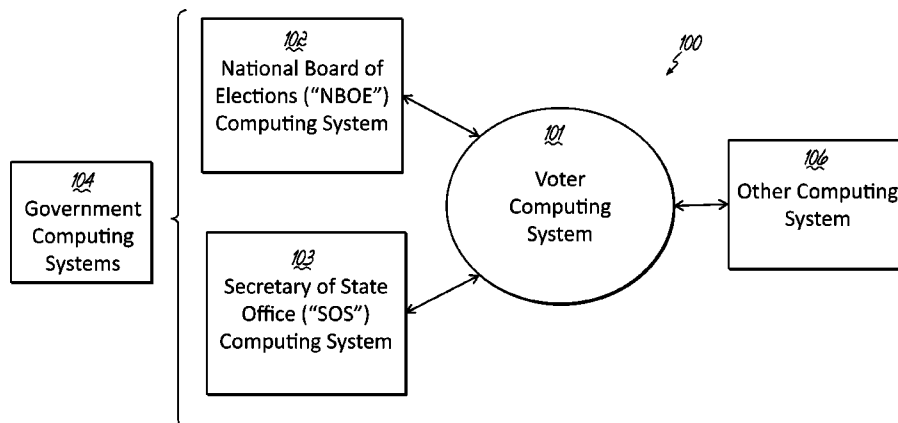 100
102
National Board of
Elections ("NBOE")
Computing System
104
Government
Computing
Systems
101
Voter
Computing
System
106
Other Computing
System
103
Secretary of State
Office ("SOS")
Computing System